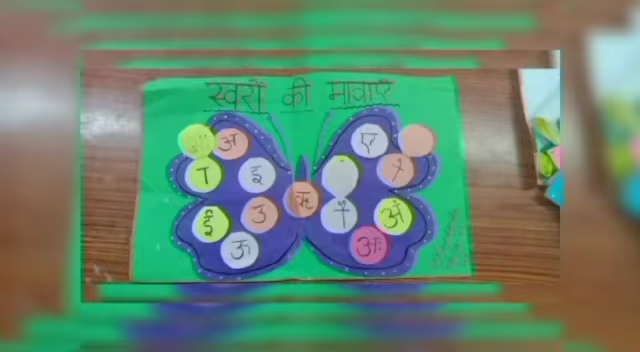 स्वरों की मात्राएँ
अ
ा
इ
ई
उ
ऊ
ऋ
ए
ो
ौ
अं
अः